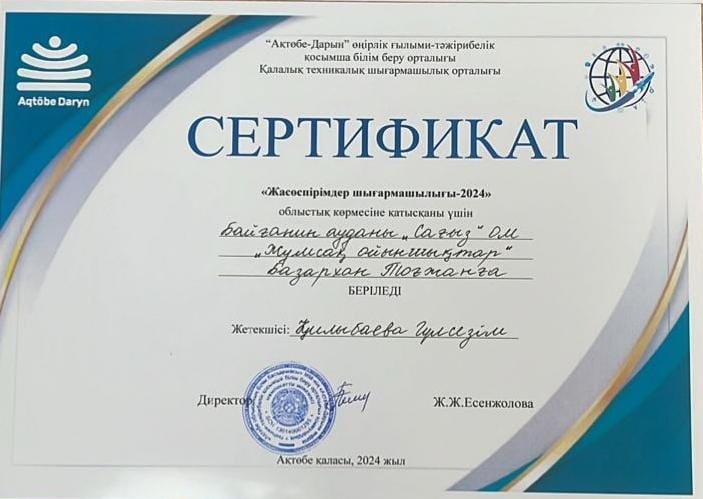 Aqtöbe Daryn
"Ақтөбе-Дарын" өңірлік ғылыми-тәжірибелік
қосымша білім беру орталығы
Қалалық техникалық шығармашылық орталығы
СЕРТИФИКАТ
«Жасөспірімдер шығармашылығы-2024»
облыстық көрмесіне қатысқаны үшін
Байғанин ауданы „Сағыз" ОМ
„Жұмсақ ойыншықтар"
Базархан Тоғжанға
БЕРІЛЕДІ
Жетекшісі: Құлыбаева Гүлсезім
Директор Ж.Ж.Есенжолова
Ақтөбе қаласы, 2024 жыл